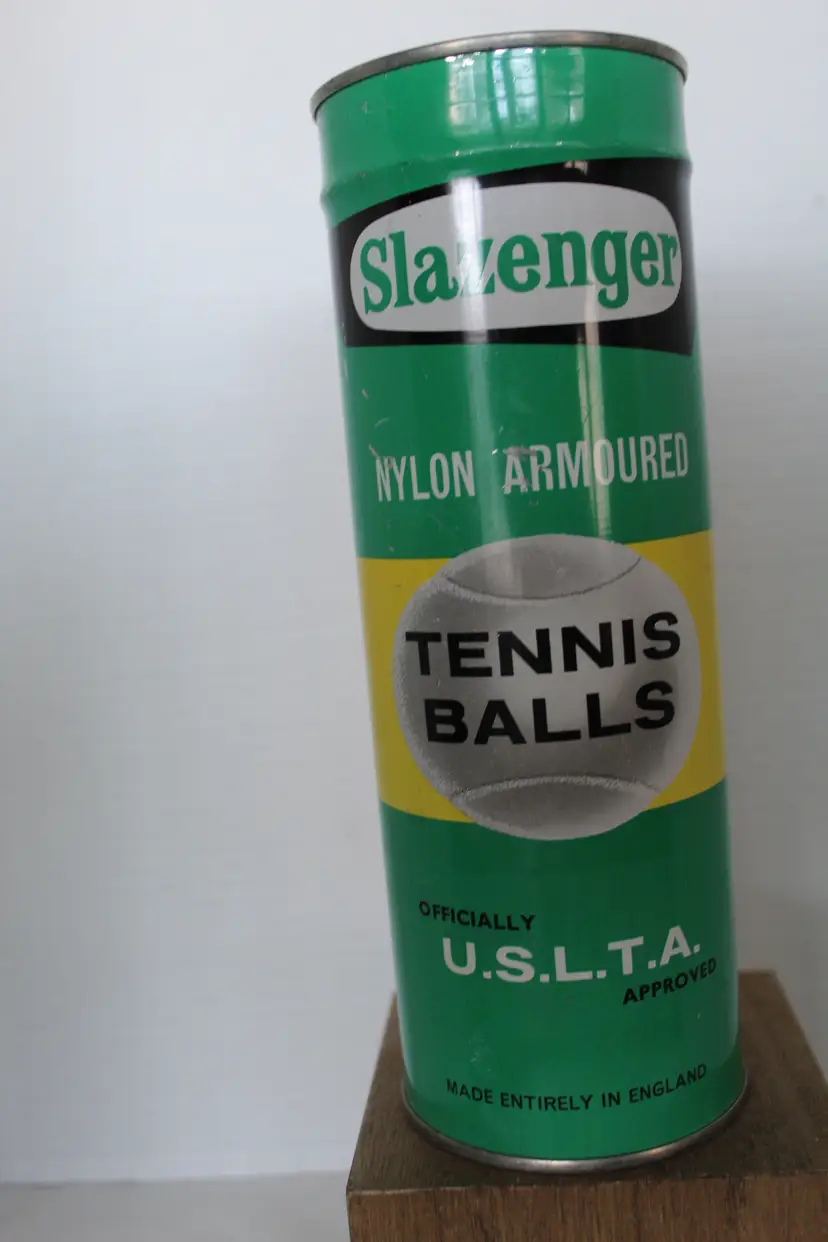 Slazenger
NYLON ARMOURED
TENNIS
BALLS
OFFICIALLY
U.S.L.T.A.
APPROVED
MADE ENTIRELY IN ENGLAND